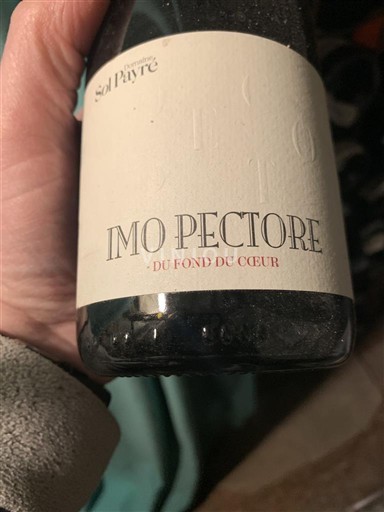 Domaine
Sol Payré
IMO PECTORE
- DU FOND DU CŒUR